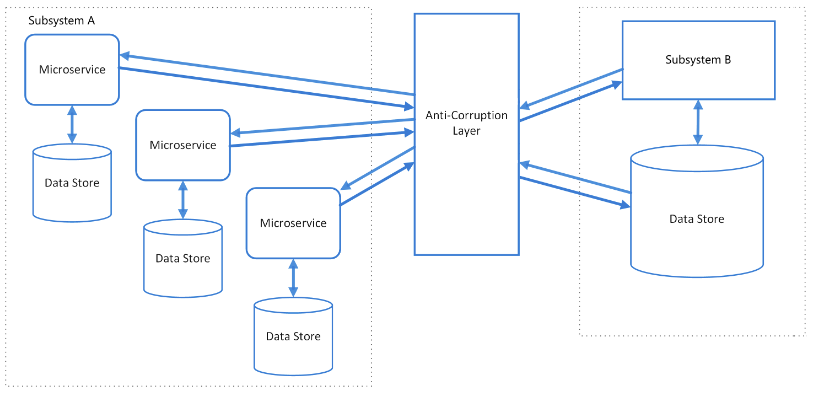 Subsystem A
Microservice
Data Store
Microservice
Data Store
Microservice
Data Store
Anti-Corruption
Layer
Subsystem B
Data Store